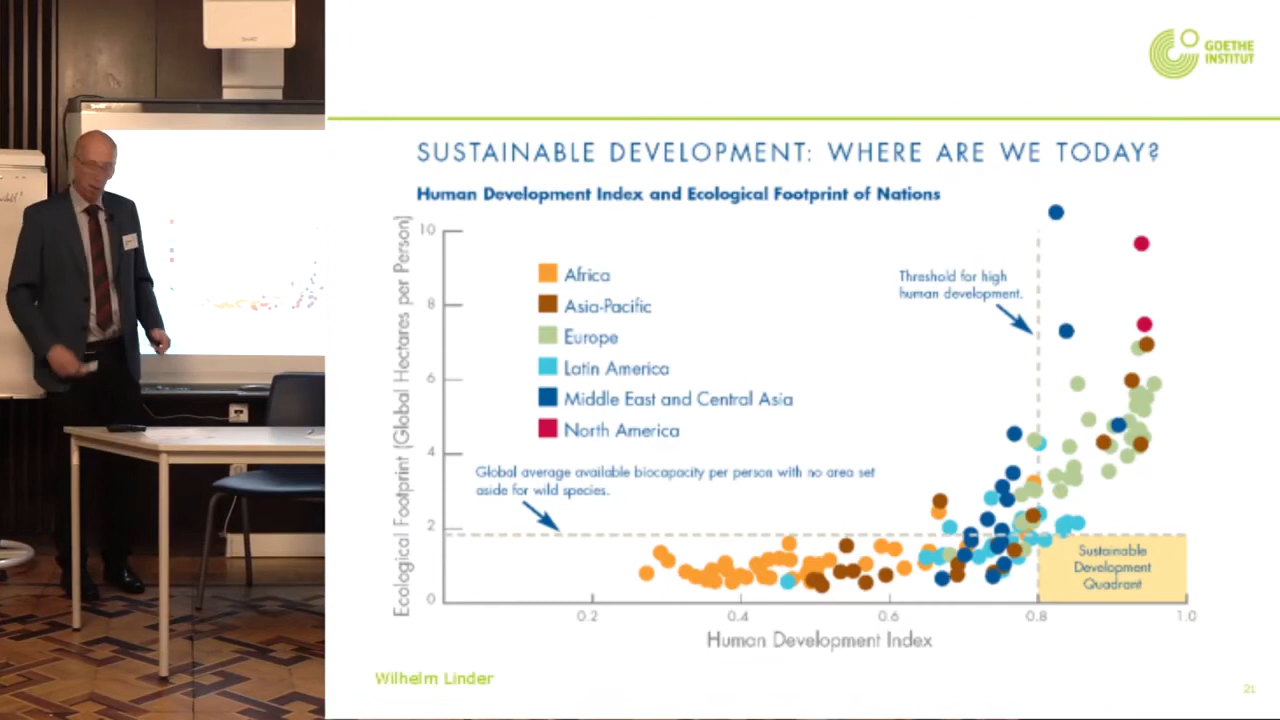 GOETHE
INSTITUT
SUSTAINABLE DEVELOPMENT: WHERE ARE WE TODAY?
Human Development Index and Ecological Footprint of Nations
Ecological Footprint (Global Hectares per Person)
10
8
6
4
2
0
Africa
Asia-Pacific
Europe
Latin America
Middle East and Central Asia
North America
Threshold for high
human development.
Global average available biocapacity per person with no area set
aside for wild species.
Sustainable
Development
Quadrant
0.2
0.4
0.6
0.8
1.0
Human Development Index
Wilhelm Linder
21